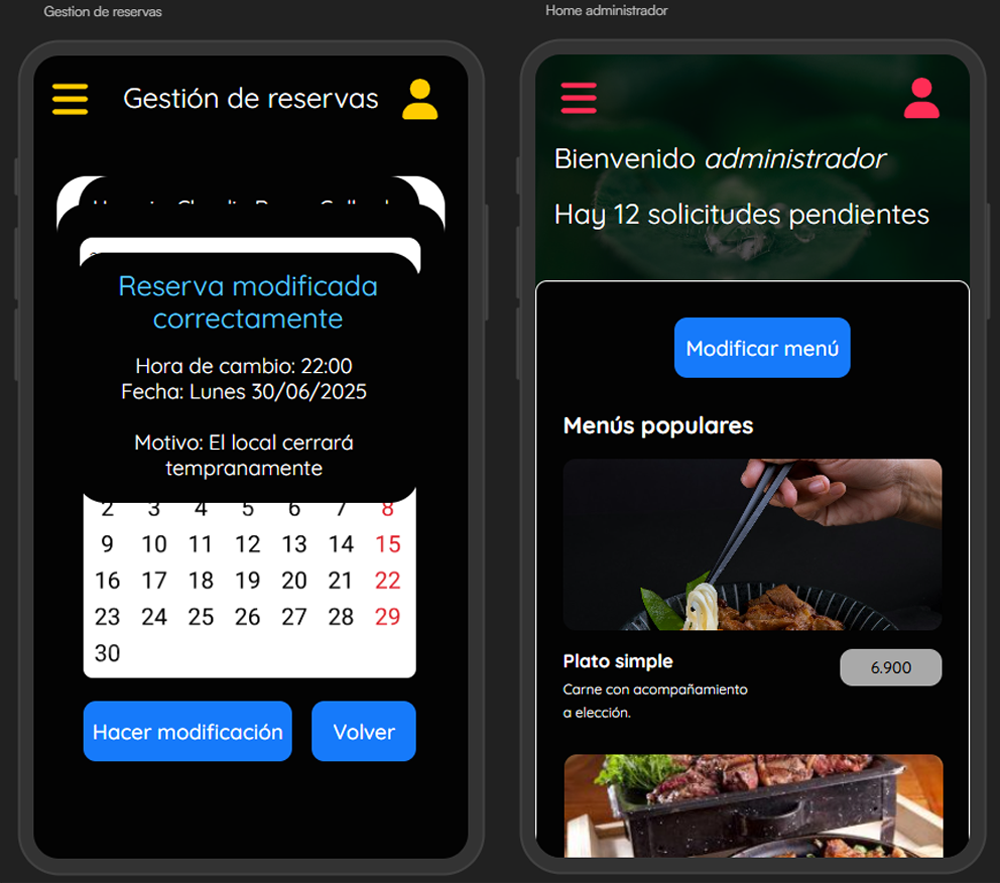 Gestion de reservas
Gestión de reservas
Reserva modificada
correctamente
Hora de cambio: 22:00
Fecha: Lunes 30/06/2025
Motivo: El local cerrará
tempranamente
2 3 4 5 6 7 8
9 10 11 12 13 14 15
16 17 18 19 20 21 22
23 24 25 26 27 28 29
30
Hacer modificación
Volver
Home administrador
Bienvenido administrador
Hay 12 solicitudes pendientes
Modificar menú
Menús populares
Plato simple
6.900
Carne con acompañamiento
a elección.